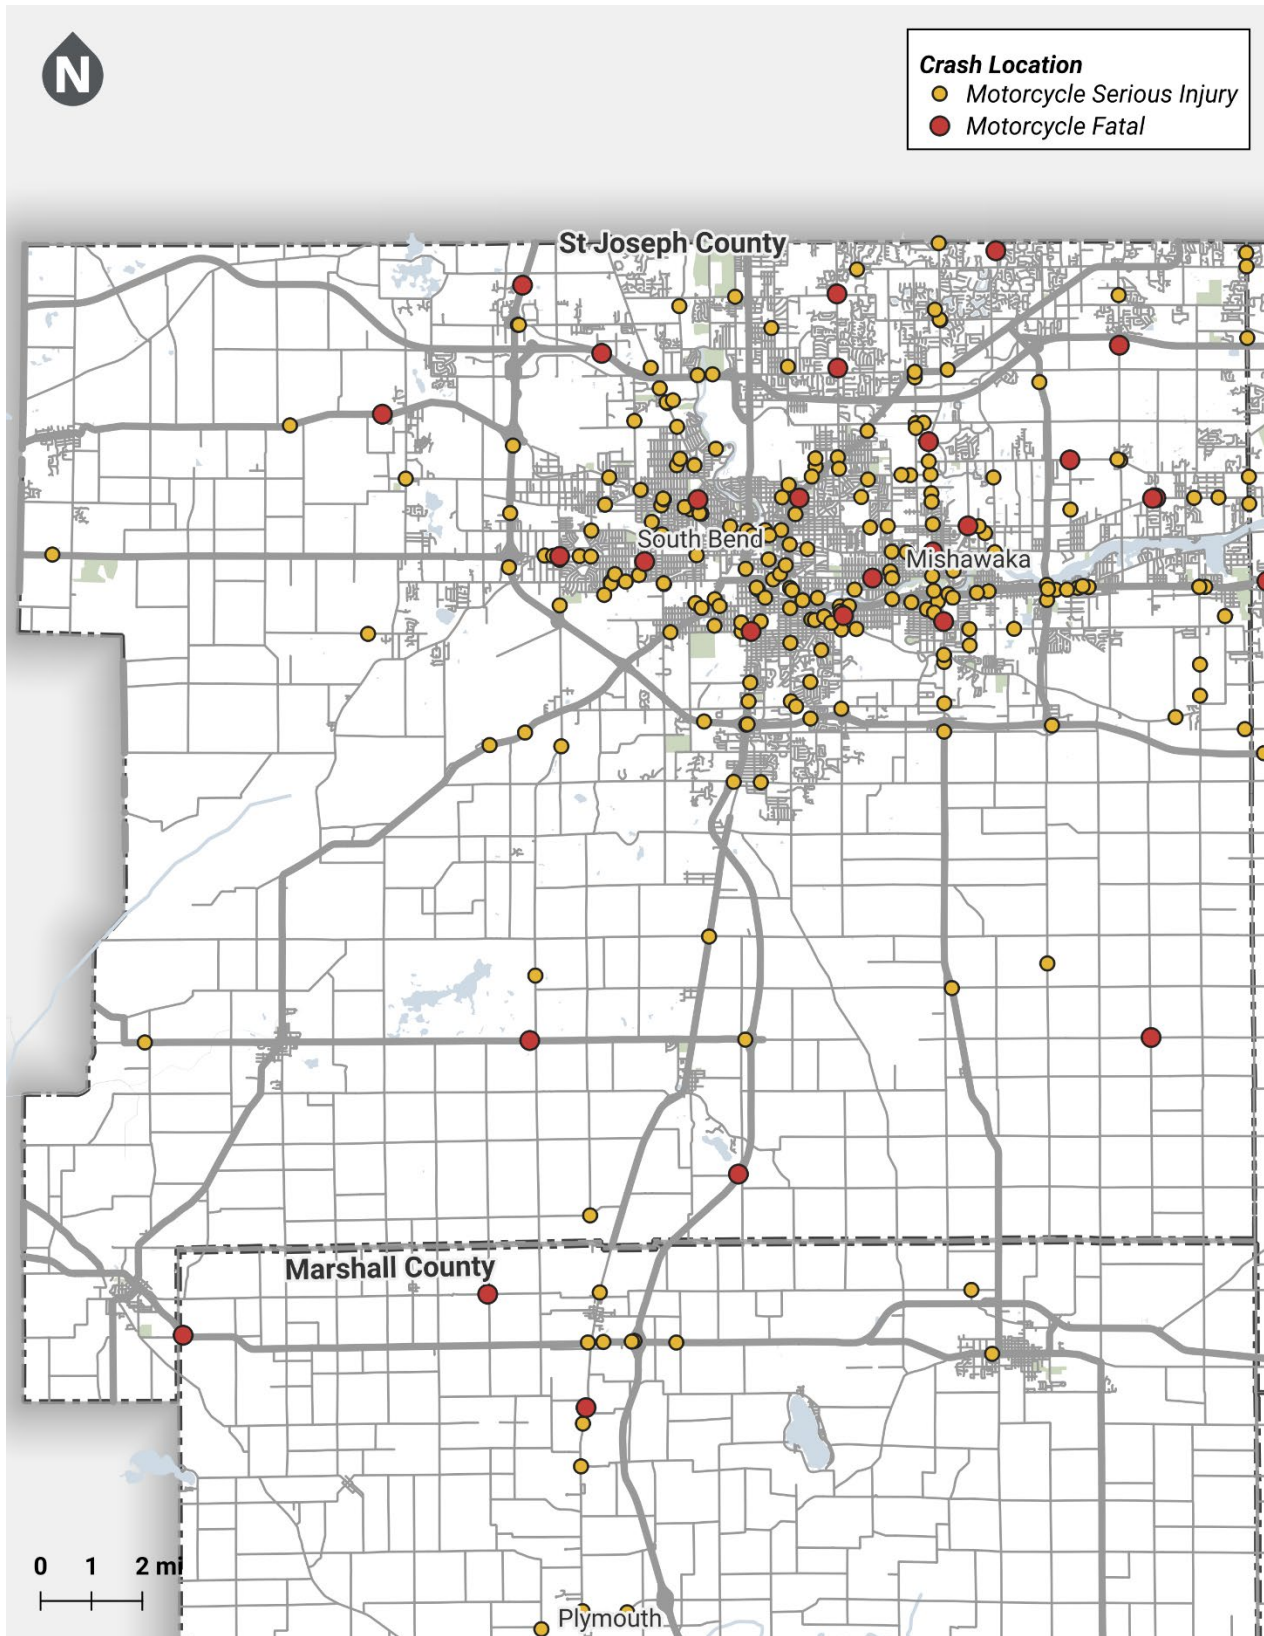 N
Crash Location
Motorcycle Serious Injury
Motorcycle Fatal
St Joseph County
South Bend
Mishawaka
Marshall County
0 1 2 mi
Plymouth